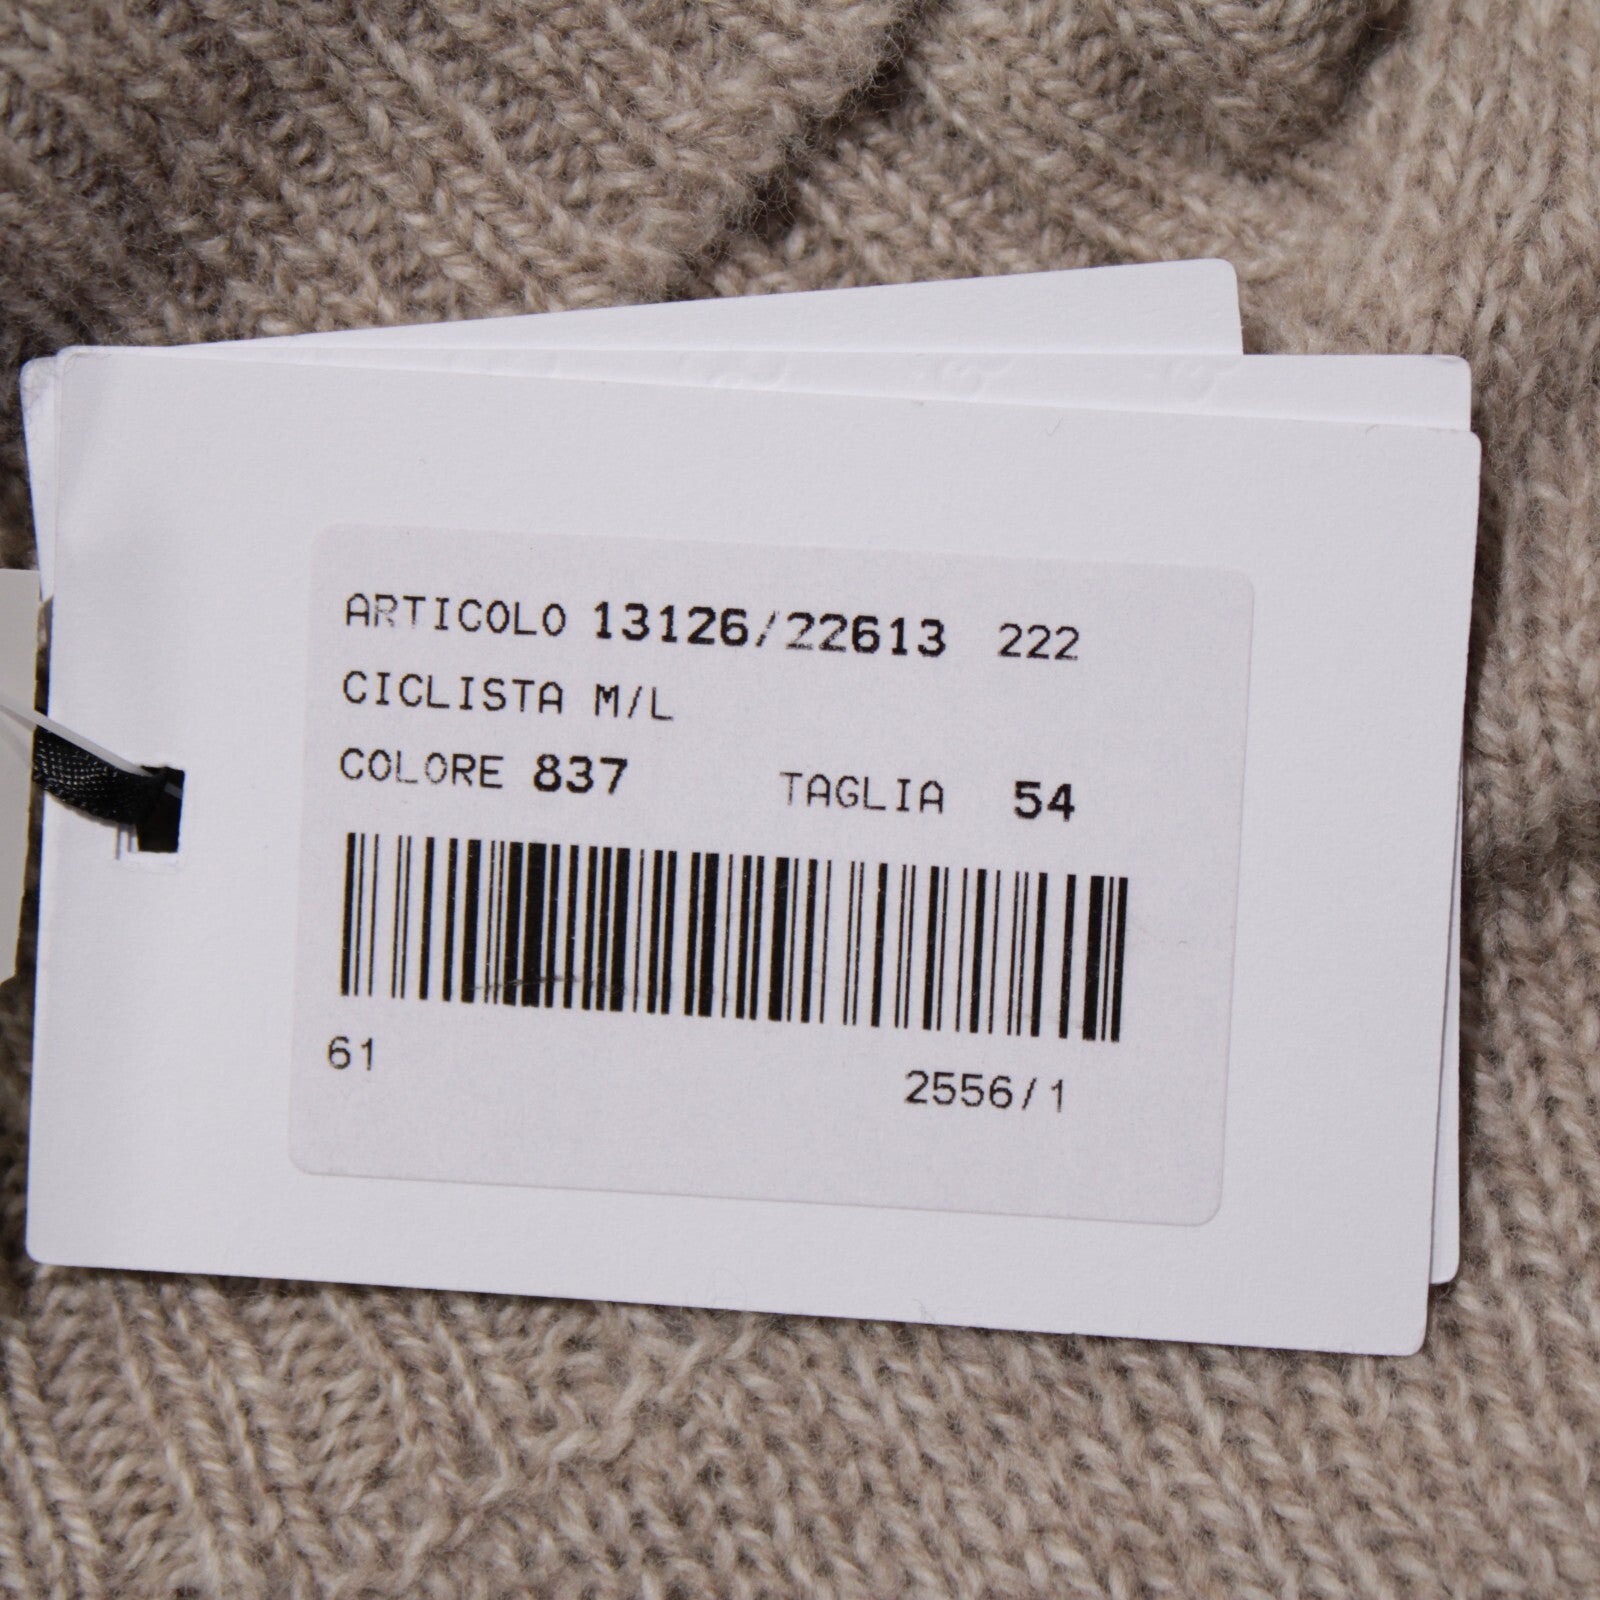 ARTICOLO 13126/22613 222
CICLISTA M/L
COLORE 837 TAGLIA 54
61 2556/1